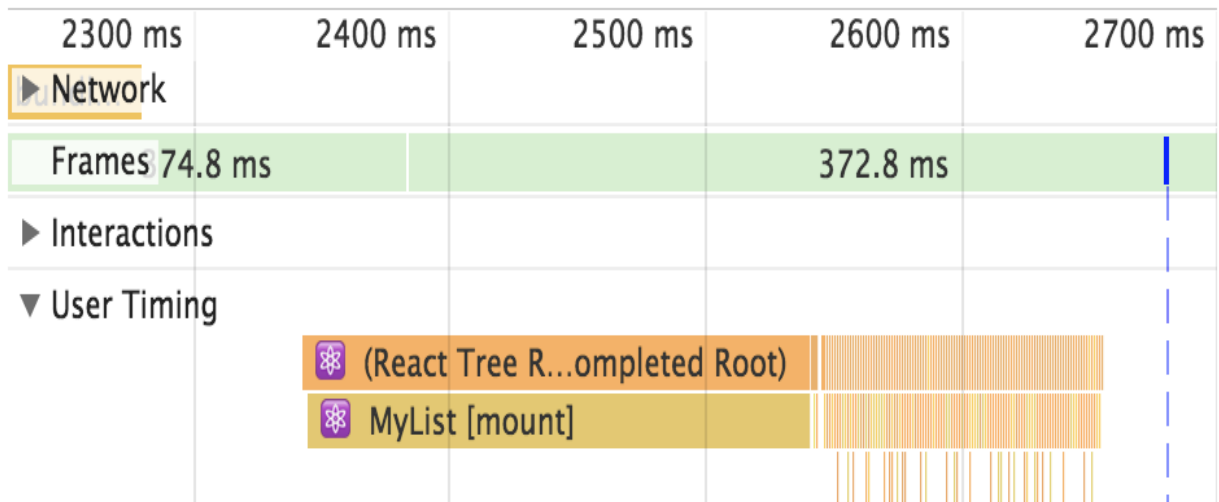 2300 ms 2400 ms 2500 ms 2600 ms 2700 ms
Network
Frames 374.8 ms 372.8 ms
Interactions
User Timing
(React Tree R...ompleted Root)
MyList [mount]